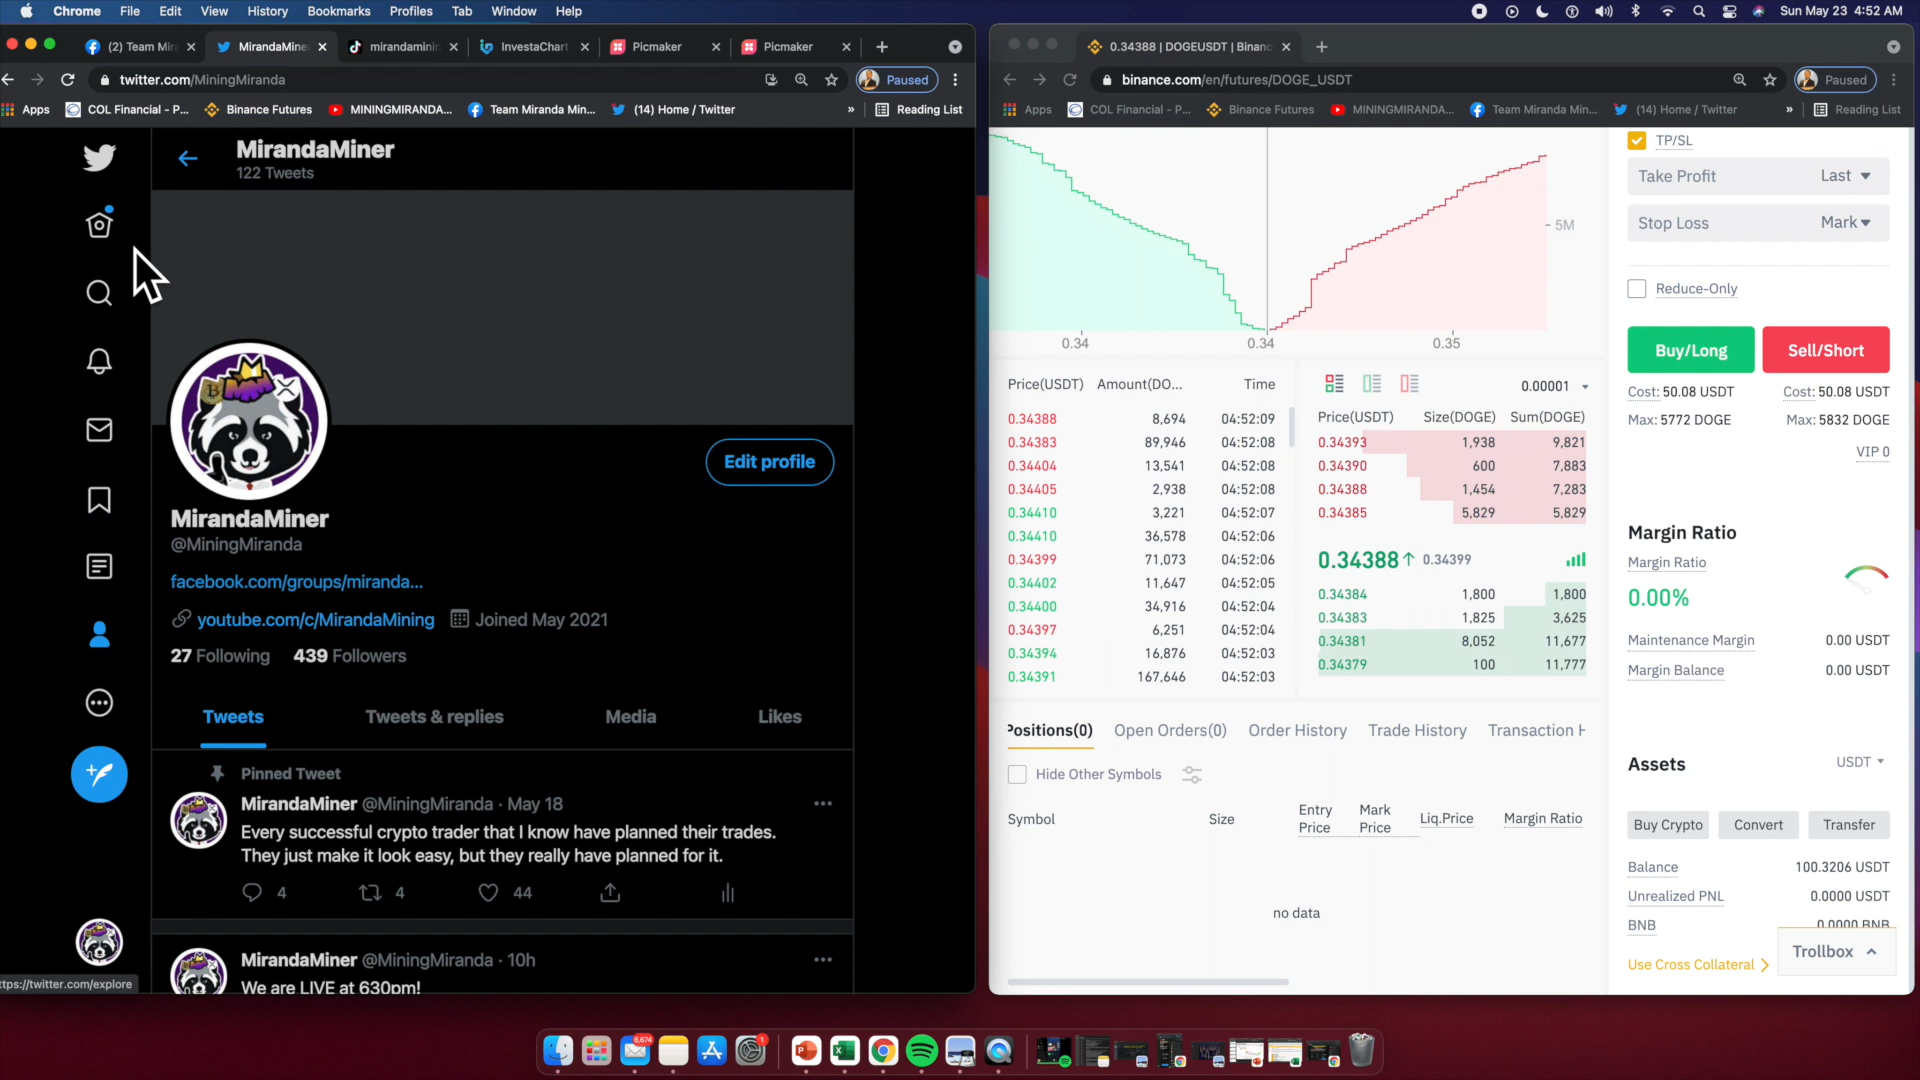 Chrome File Edit View History Bookmarks Profiles Tab Window Help
Sun May 23 4:52 AM
(2) Team Mir
MirandaMine
mirandaminin
InvestaChart
Picmaker
Picmaker
twitter.com/MiningMiranda
Paused
Apps
COL Financial - P...
Binance Futures
MININGMIRANDA...
Team Miranda Min...
(14) Home / Twitter
»
Reading List
MirandaMiner
122 Tweets
Edit profile
MirandaMiner
@MiningMiranda
facebook.com/groups/miranda...
youtube.com/c/MirandaMining
Joined May 2021
27 Following
439 Followers
Tweets
Tweets & replies
Media
Likes
Pinned Tweet
MirandaMiner @MiningMiranda · May 18
Every successful crypto trader that I know have planned their trades.
They just make it look easy, but they really have planned for it.
4
4
44
MirandaMiner @MiningMiranda · 10h
We are LIVE at 630pm!
ttps://twitter.com/explore
0.34388 | DOGEUSDT | Binanc
binance.com/en/futures/DOGE_USDT
Paused
Apps
COL Financial - P...
Binance Futures
MININGMIRANDA...
Team Miranda Min...
(14) Home / Twitter
»
Reading List
5M
0.34
0.34
0.35
Price(USDT) Amount(DO... Time
0.34388 8,694 04:52:09
0.34383 89,946 04:52:08
0.34404 13,541 04:52:08
0.34405 2,938 04:52:08
0.34410 3,221 04:52:07
0.34410 36,578 04:52:06
0.34399 71,073 04:52:06
0.34402 11,647 04:52:05
0.34400 34,916 04:52:04
0.34397 6,251 04:52:04
0.34394 16,876 04:52:03
0.34391 167,646 04:52:03
0.00001
Price(USDT) Size(DOGE) Sum(DOGE)
0.34393 1,938 9,821
0.34390 600 7,883
0.34388 1,454 7,283
0.34385 5,829 5,829
0.34388↑ 0.34399
0.34384 1,800 1,800
0.34383 1,825 3,625
0.34381 8,052 11,677
0.34379 100 11,777
Positions(0)
Open Orders(0)
Order History
Trade History
Transaction H
Hide Other Symbols
Symbol
Size
Entry Price
Mark Price
Liq.Price
Margin Ratio
no data
TP/SL
Take Profit Last
Stop Loss Mark
Reduce-Only
Buy/Long
Sell/Short
Cost: 50.08 USDT
Cost: 50.08 USDT
Max: 5772 DOGE
Max: 5832 DOGE
VIP 0
Margin Ratio
Margin Ratio
0.00%
Maintenance Margin 0.00 USDT
Margin Balance 0.00 USDT
Assets
USDT
Buy Crypto
Convert
Transfer
Balance 100.3206 USDT
Unrealized PNL 0.0000 USDT
BNB 0.0000 BNB
Use Cross Collateral
Trollbox
6,674
1